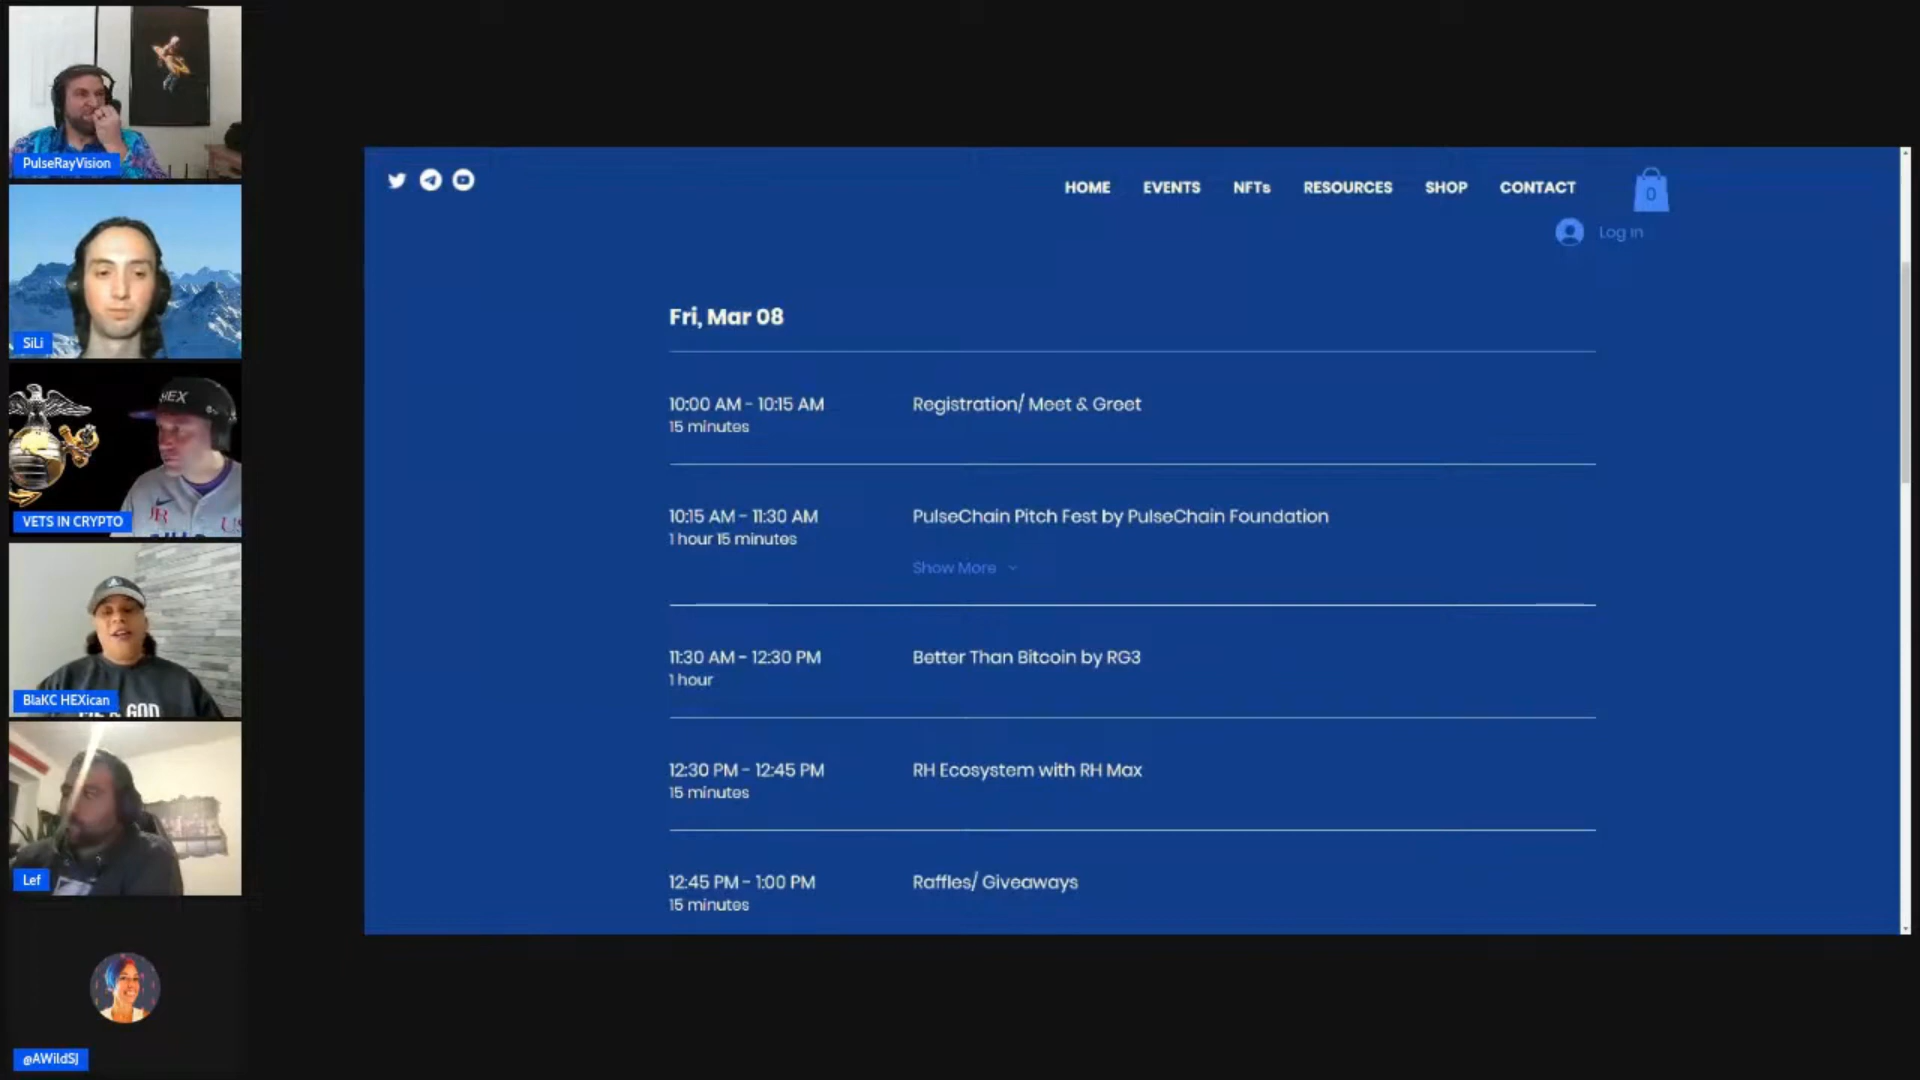 PulseRayVision
SiLi
HEX
JR
VETS IN CRYPTO
BlaKC HEXican
Lef
@AWildSJ
HOME EVENTS NFTs RESOURCES SHOP CONTACT
0
Log in
Fri, Mar 08
10:00 AM - 10:15 AM Registration/ Meet & Greet
15 minutes
10:15 AM - 11:30 AM PulseChain Pitch Fest by PulseChain Foundation
1 hour 15 minutes
Show More
11:30 AM - 12:30 PM Better Than Bitcoin by RG3
1 hour
12:30 PM - 12:45 PM RH Ecosystem with RH Max
15 minutes
12:45 PM - 1:00 PM Raffles/ Giveaways
15 minutes